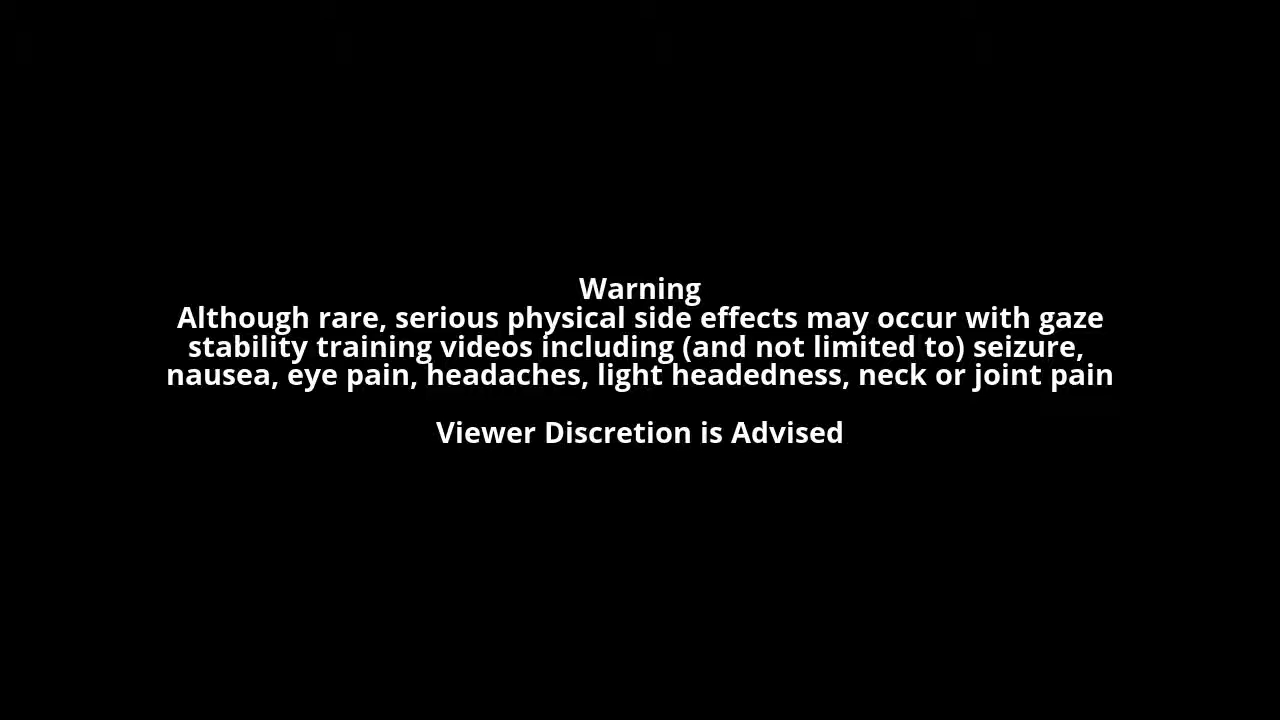 Warning
Although rare, serious physical side effects may occur with gaze
stability training videos including (and not limited to) seizure,
nausea, eye pain, headaches, light headedness, neck or joint pain
Viewer Discretion is Advised